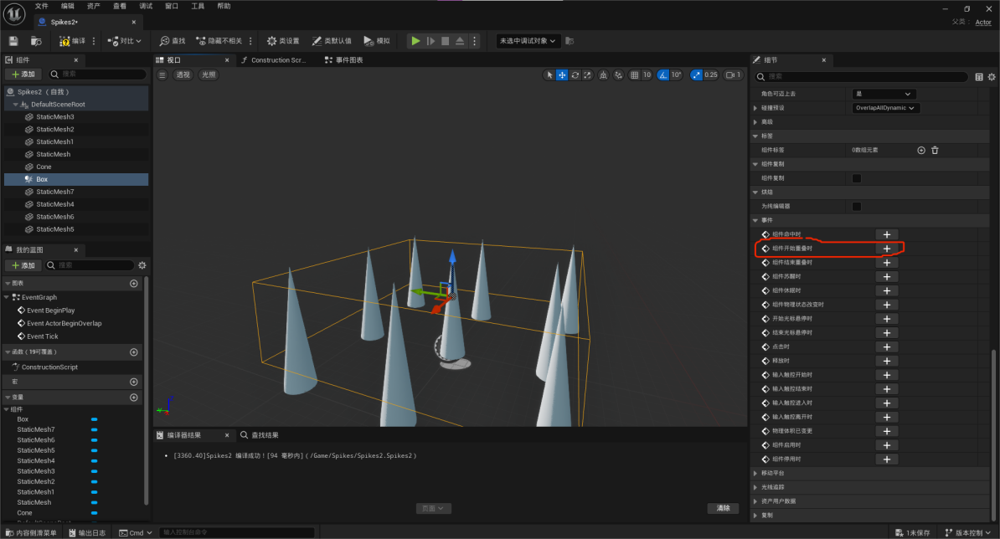 文件 编辑 资产 查看 调试 窗口 工具 帮助
Spikes2•
父类： Actor
编译 对比 查找 隐藏不相关 类设置 类默认值 模拟 未选中调试对象
组件
添加 搜索
Spikes2（自我）
DefaultSceneRoot
StaticMesh3
StaticMesh2
StaticMesh1
StaticMesh
Cone
Box
StaticMesh7
StaticMesh4
StaticMesh6
StaticMesh5
我的蓝图
添加 搜索
图表
EventGraph
Event BeginPlay
Event ActorBeginOverlap
Event Tick
函数（19可覆盖）
ConstructionScript
宏
变量
组件
Box
StaticMesh7
StaticMesh6
StaticMesh5
StaticMesh4
StaticMesh3
StaticMesh2
StaticMesh1
StaticMesh
Cone
DefaultSceneRoot
视口 Construction Scr... 事件图表
透视 光照 10 10° 0.25 1
编译器结果 查找结果
• [3360.40]Spikes2 编译成功！[94 毫秒内]（/Game/Spikes/Spikes2.Spikes2）
页面 清除
细节
搜索
角色可迈上去 是
碰撞预设 OverlapAllDynamic
高级
标签
组件标签 0数组元素
组件复制
组件复制
烘焙
为纯编辑器
事件
组件命中时
组件开始重叠时
组件结束重叠时
组件苏醒时
组件休眠时
组件物理状态改变时
开始光标悬停时
结束光标悬停时
点击时
释放时
输入触控开始时
输入触控结束时
输入触控进入时
输入触控离开时
物理体积已变更
组件启用时
组件停用时
移动平台
光线追踪
资产用户数据
复制
内容侧滑菜单 输出日志 Cmd 输入控制台命令 1未保存 版本控制